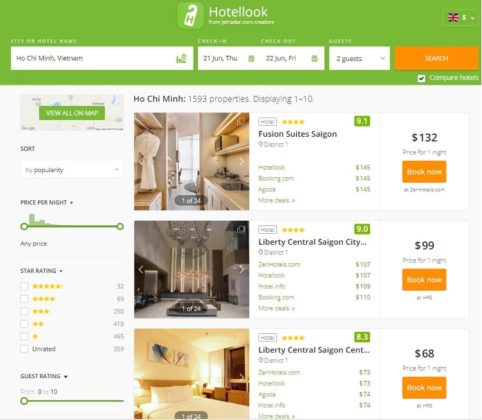 Hotellook
from Jetradar.com creators
$
CITY OR HOTEL NAME
CHECK-IN
CHECK-OUT
GUESTS
Ho Chi Minh, Vietnam
21 Jun, Thu
22 Jun, Fri
2 guests
SEARCH
Compare hotels
VIEW ALL ON MAP
SORT
by popularity
PRICE PER NIGHT
Any price
STAR RATING
32
69
250
418
465
Unrated 359
GUEST RATING
From 0 to 10
Ho Chi Minh: 1593 properties. Displaying 1–10.
1 of 24
Hotel
9.1
Fusion Suites Saigon
District 1
Hotellook $145
Booking.com $145
Agoda $145
More deals >
$132
Price for 1 night
Book now
at ZenHotels.com
1 of 24
Hotel
9.0
Liberty Central Saigon City...
District 1
ZenHotels.com $107
Hotellook $107
Hotel.info $109
Booking.com $110
More deals >
$99
Price for 1 night
Book now
at HRS
1 of 24
Hotel
8.3
Liberty Central Saigon Cent...
District 1
ZenHotels.com $73
Agoda $74
Hotel.info $74
$68
Price for 1 night
Book now
at HRS